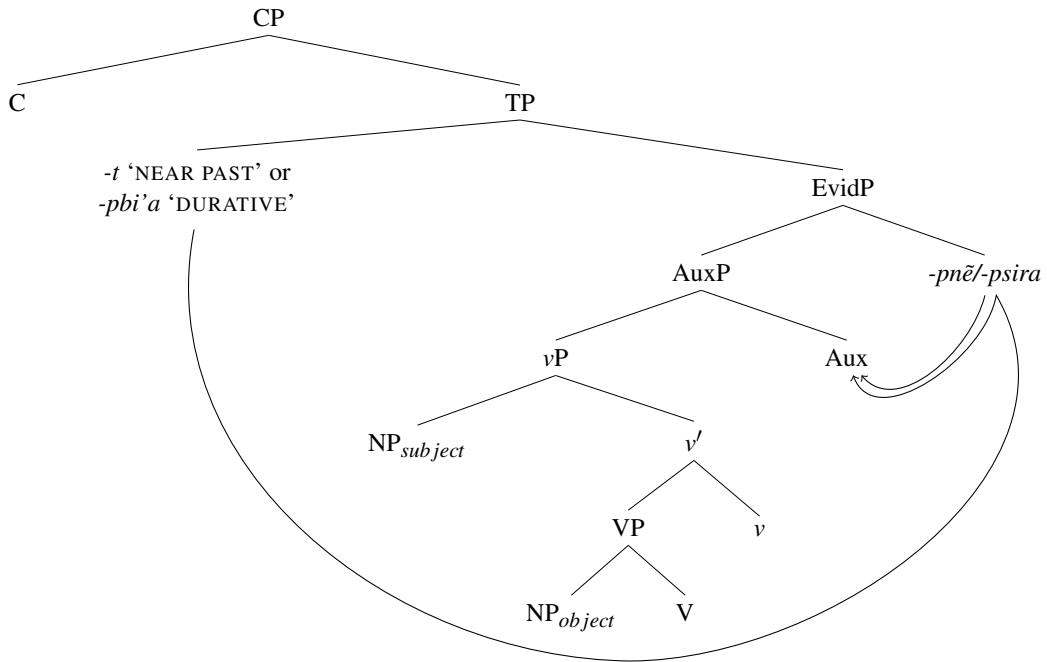 CP
C
TP
-t ‘NEAR PAST’ or
-pbi’a ‘DURATIVE’
EvidP
AuxP
-pnẽ/-psira
vP
Aux
NPsubject
v′
VP
v
NPobject
V